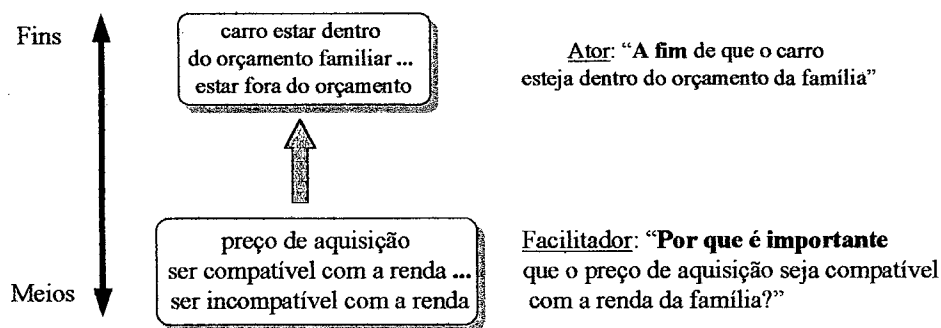 Fins
carro estar dentro
do orçamento familiar ...
estar fora do orçamento
Ator: “A fim de que o carro
esteja dentro do orçamento da família”
preço de aquisição
ser compatível com a renda ...
ser incompatível com a renda
Meios
Facilitador: “Por que é importante
que o preço de aquisição seja compatível
com a renda da família?”